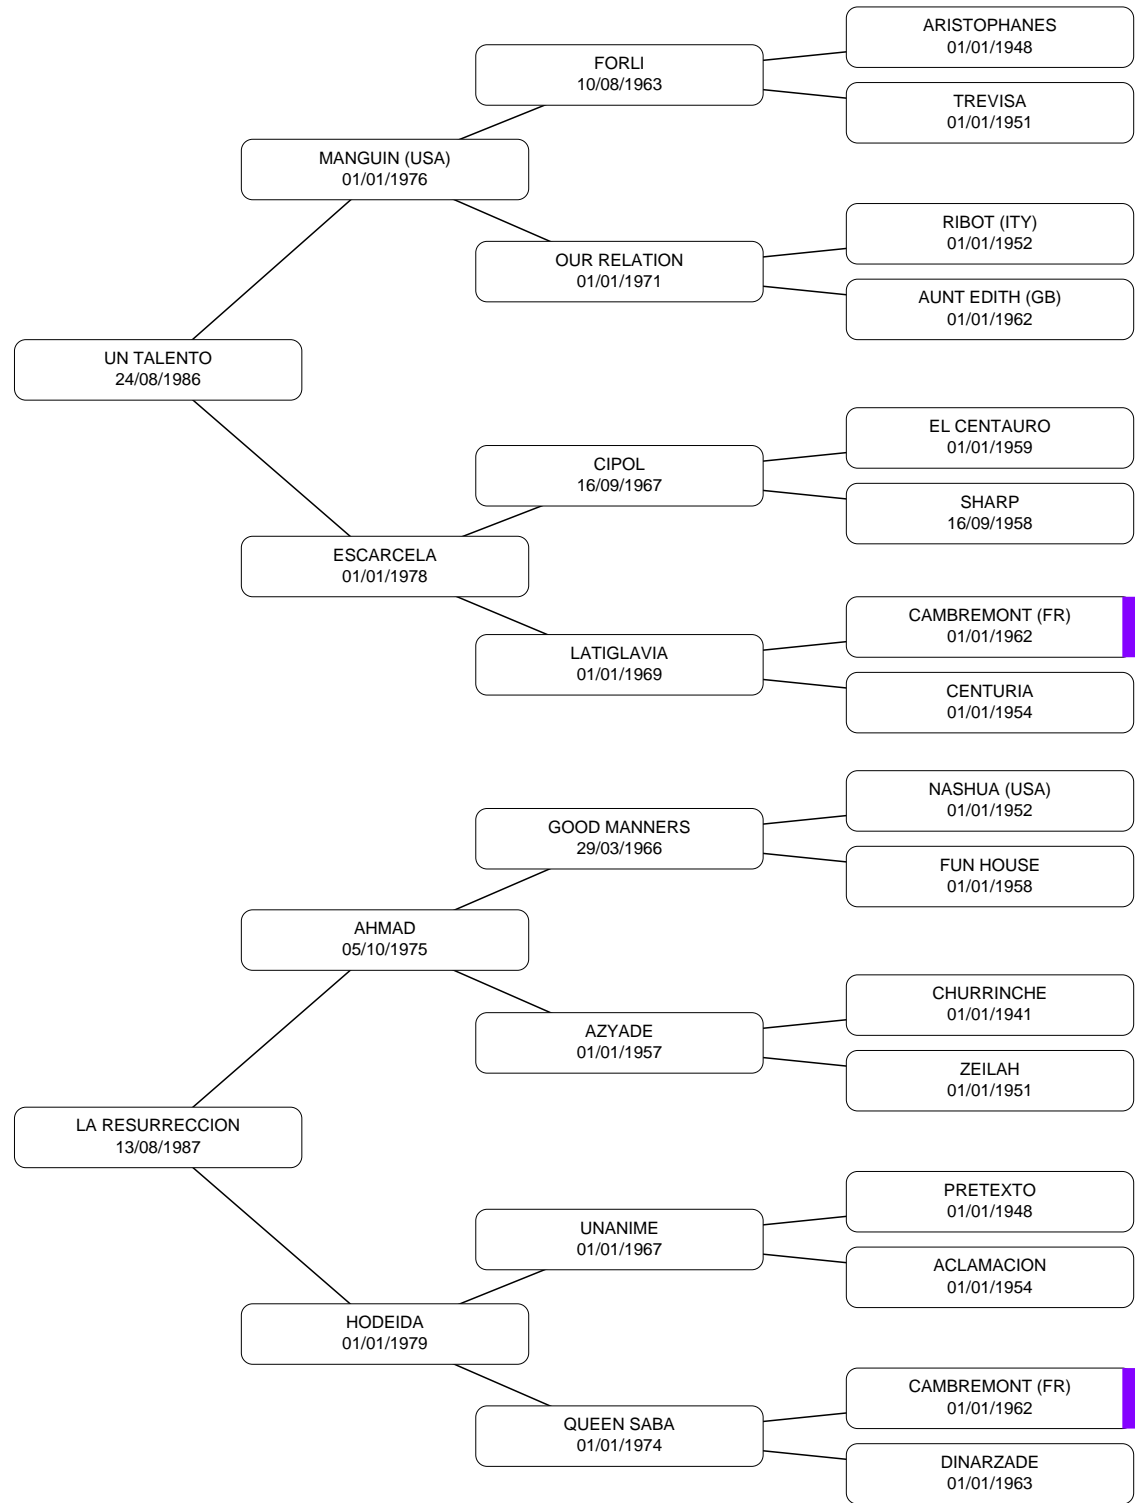 ARISTOPHANES
01/01/1948
FORLI
10/08/1963
TREVISA
01/01/1951
MANGUIN (USA)
01/01/1976
RIBOT (ITY)
01/01/1952
OUR RELATION
01/01/1971
AUNT EDITH (GB)
01/01/1962
UN TALENTO
24/08/1986
EL CENTAURO
01/01/1959
CIPOL
16/09/1967
SHARP
16/09/1958
ESCARCELA
01/01/1978
CAMBREMONT (FR)
01/01/1962
LATIGLAVIA
01/01/1969
CENTURIA
01/01/1954
NASHUA (USA)
01/01/1952
GOOD MANNERS
29/03/1966
FUN HOUSE
01/01/1958
AHMAD
05/10/1975
CHURRINCHE
01/01/1941
AZYADE
01/01/1957
ZEILAH
01/01/1951
LA RESURRECCION
13/08/1987
PRETEXTO
01/01/1948
UNANIME
01/01/1967
ACLAMACION
01/01/1954
HODEIDA
01/01/1979
CAMBREMONT (FR)
01/01/1962
QUEEN SABA
01/01/1974
DINARZADE
01/01/1963